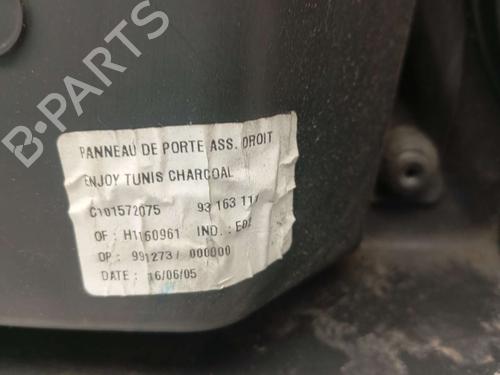 B-PARTS
PANNEAU DE PORTE ASS. DROIT
ENJOY TUNIS CHARCOAL
C101572075 93 163 11
OF : H1160961 IND. :
OP : 991273/ 000000
DATE : 16/06/05